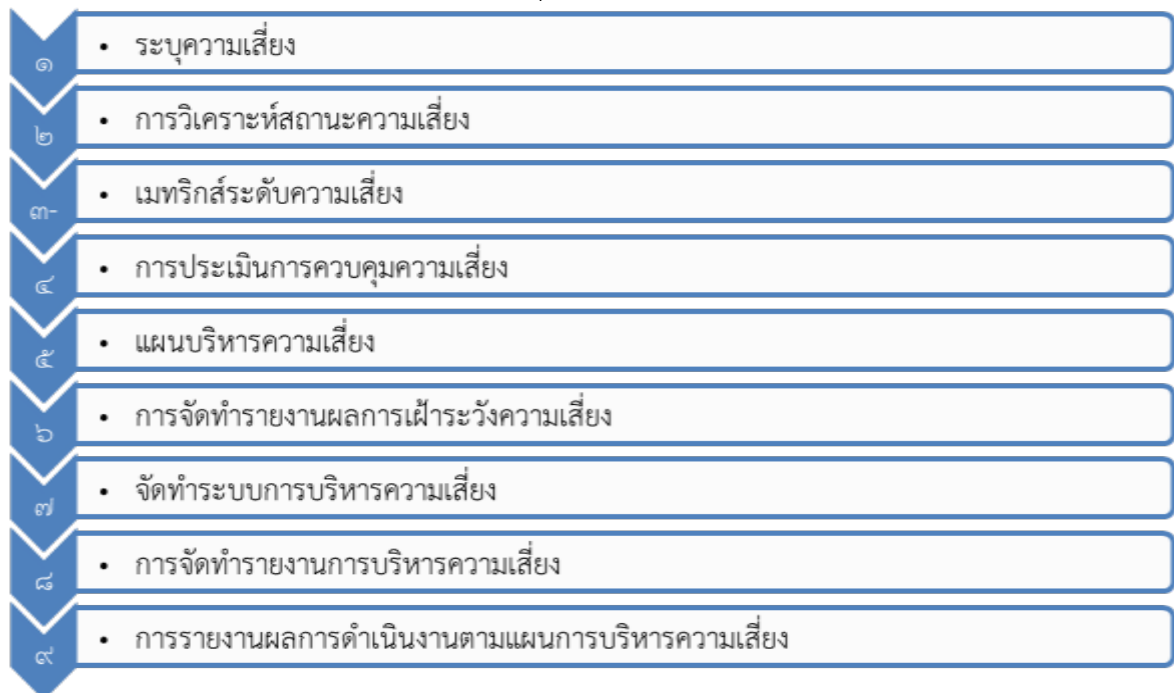 ๑ • ระบุความเสี่ยง
๒ • การวิเคราะห์สถานะความเสี่ยง
๓- • เมทริกส์ระดับความเสี่ยง
๔ • การประเมินการควบคุมความเสี่ยง
๕ • แผนบริหารความเสี่ยง
๖ • การจัดทำรายงานผลการเฝ้าระวังความเสี่ยง
๗ • จัดทำระบบการบริหารความเสี่ยง
๘ • การจัดทำรายงานการบริหารความเสี่ยง
๙ • การรายงานผลการดำเนินงานตามแผนการบริหารความเสี่ยง